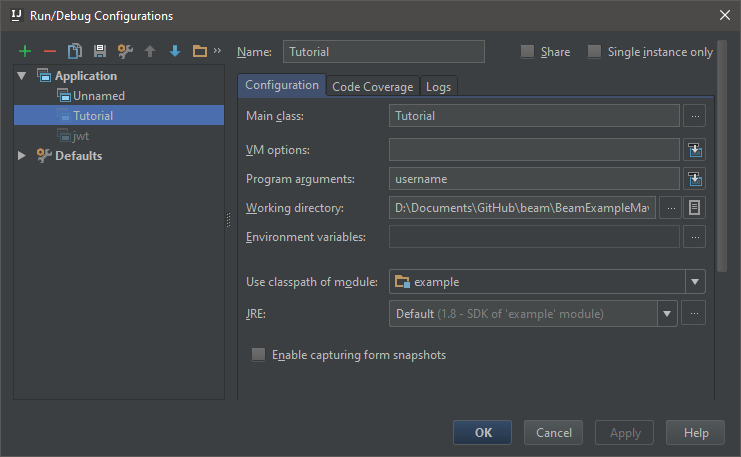 Run/Debug Configurations
Name: Tutorial Share Single instance only
Application
Unnamed
Tutorial
jwt
Defaults
Configuration Code Coverage Logs
Main class: Tutorial ...
VM options:
Program arguments: username
Working directory: D:\Documents\GitHub\beam\BeamExampleMav ...
Environment variables: ...
Use classpath of module: example
JRE: Default (1.8 - SDK of 'example' module) ...
Enable capturing form snapshots
OK Cancel Apply Help